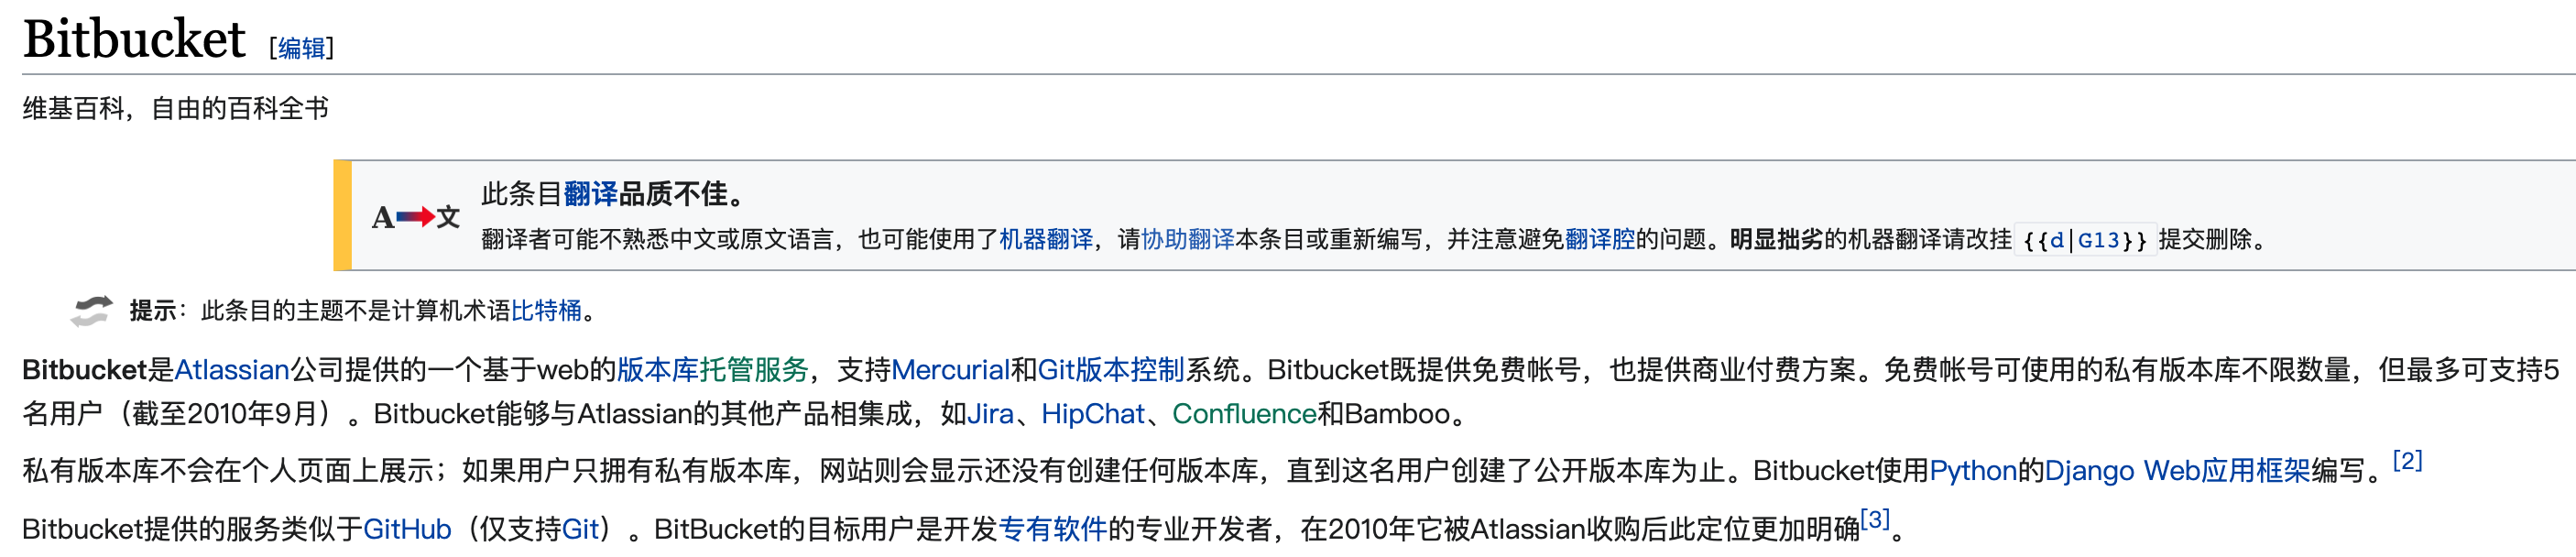 Bitbucket [编辑]
维基百科，自由的百科全书
A 文
此条目翻译品质不佳。
翻译者可能不熟悉中文或原文语言，也可能使用了机器翻译，请协助翻译本条目或重新编写，并注意避免翻译腔的问题。明显拙劣的机器翻译请改挂 {{d|G13}} 提交删除。
提示：此条目的主题不是计算机术语比特桶。
Bitbucket是Atlassian公司提供的一个基于web的版本库托管服务，支持Mercurial和Git版本控制系统。Bitbucket既提供免费帐号，也提供商业付费方案。免费帐号可使用的私有版本库不限数量，但最多可支持5
名用户（截至2010年9月）。Bitbucket能够与Atlassian的其他产品相集成，如Jira、HipChat、Confluence和Bamboo。
私有版本库不会在个人页面上展示；如果用户只拥有私有版本库，网站则会显示还没有创建任何版本库，直到这名用户创建了公开版本库为止。Bitbucket使用Python的Django Web应用框架编写。[2]
Bitbucket提供的服务类似于GitHub（仅支持Git）。BitBucket的目标用户是开发专有软件的专业开发者，在2010年它被Atlassian收购后此定位更加明确[3]。